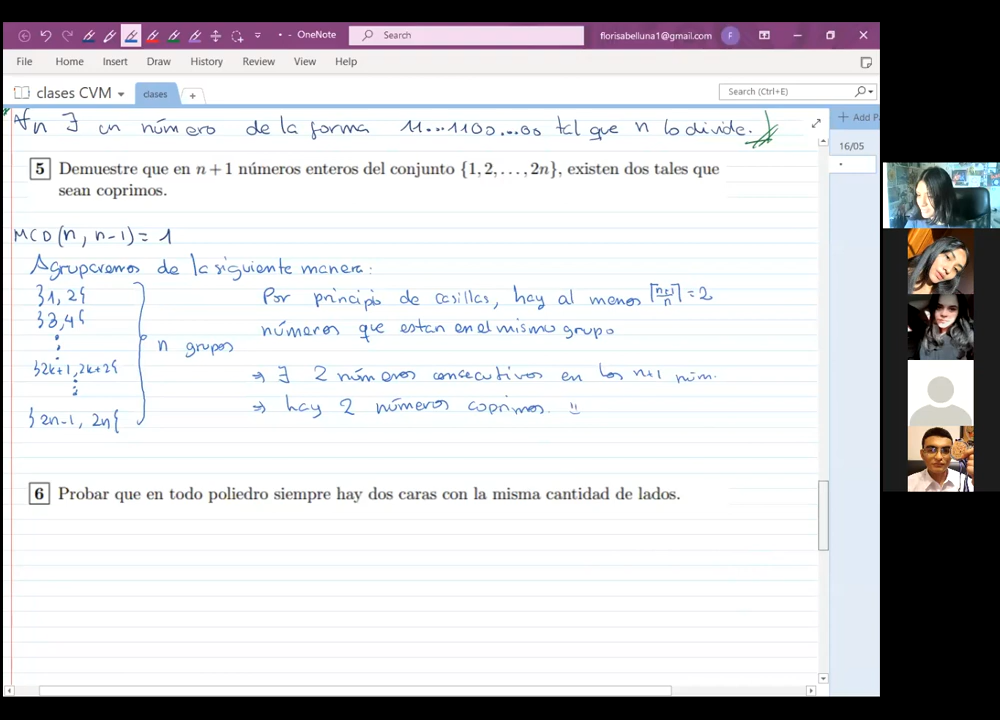 OneNote
Search
florisabelluna1@gmail.com
F
File Home Insert Draw History Review View Help
clases CVM
clases
+
Search (Ctrl+E)
∀n ∃ un número de la forma 11...1100...00 tal que n lo divide.
+ Add Pa
16/05
5 Demuestre que en n + 1 números enteros del conjunto {1, 2, . . . , 2n}, existen dos tales que
sean coprimos.
MCD(n, n-1) = 1
Agruparemos de la siguiente manera:
}1, 2{
}3, 4{
}2k+1, 2k+2{
}2n-1, 2n{
n grupos
Por principio de casillas, hay al menos ⌈n+1/n⌉ = 2
números que estan en el mismo grupo
⇒ ∃ 2 números consecutivos en los n+1 núm.
⇒ hay 2 números coprimos. !!
6 Probar que en todo poliedro siempre hay dos caras con la misma cantidad de lados.